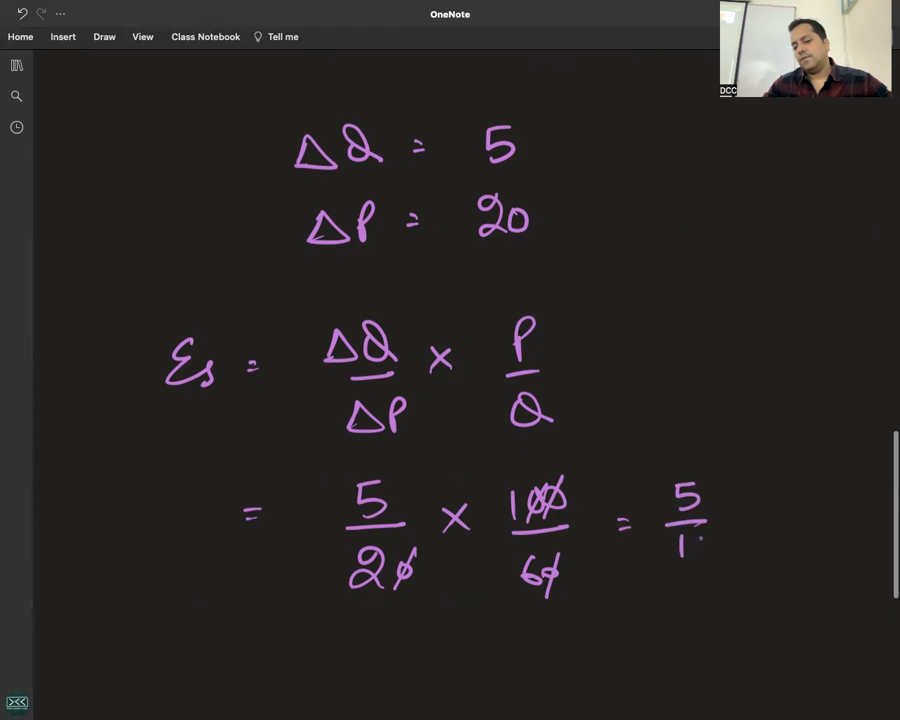 OneNote
Home Insert Draw View Class Notebook Tell me
DCC
ΔQ = 5
ΔP = 20
Es = ΔQ/ΔP × P/Q
= 5/20 × 100/60 = 5/1